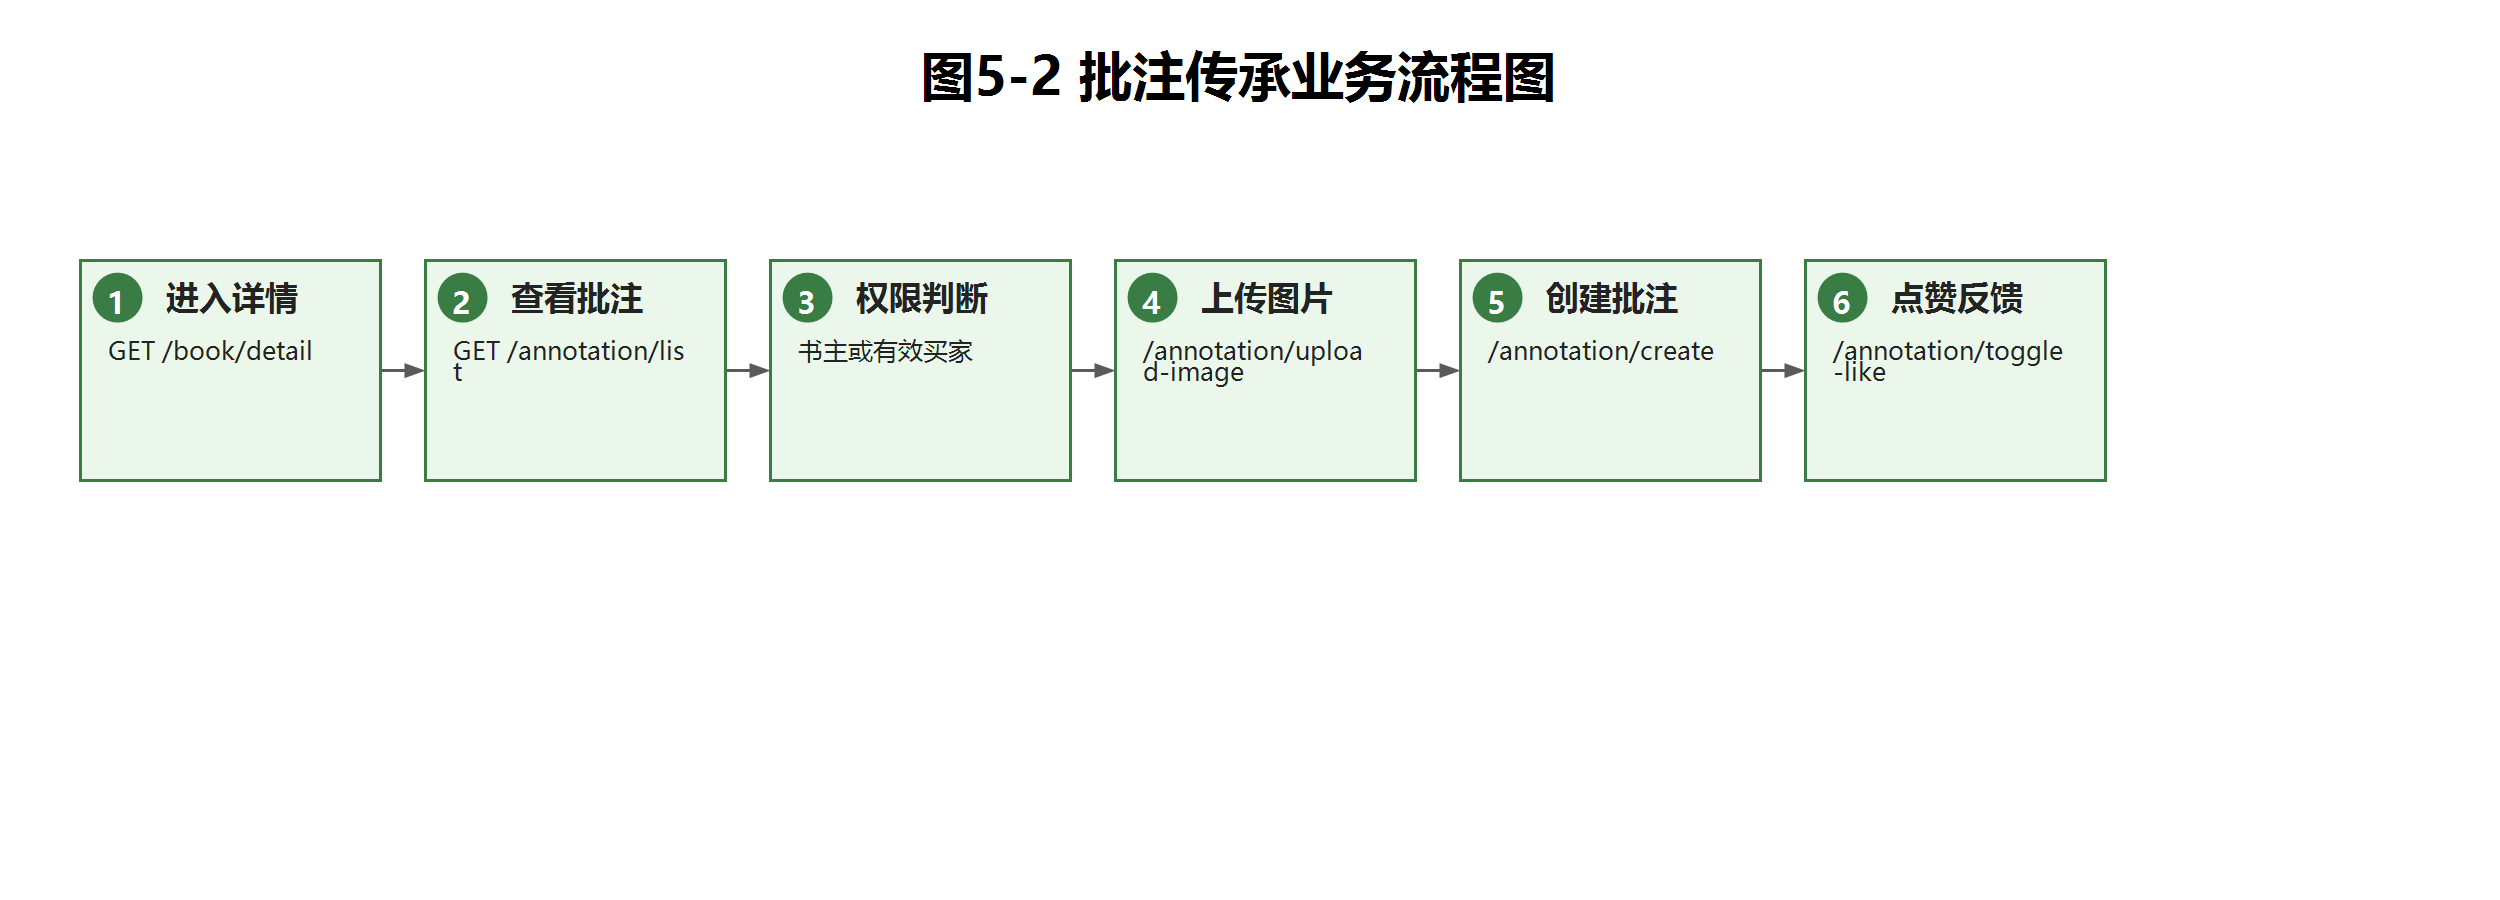 图5-2 批注传承业务流程图
1 进入详情
GET /book/detail
2 查看批注
GET /annotation/lis
t
3 权限判断
书主或有效买家
4 上传图片
/annotation/uploa
d-image
5 创建批注
/annotation/create
6 点赞反馈
/annotation/toggle
-like